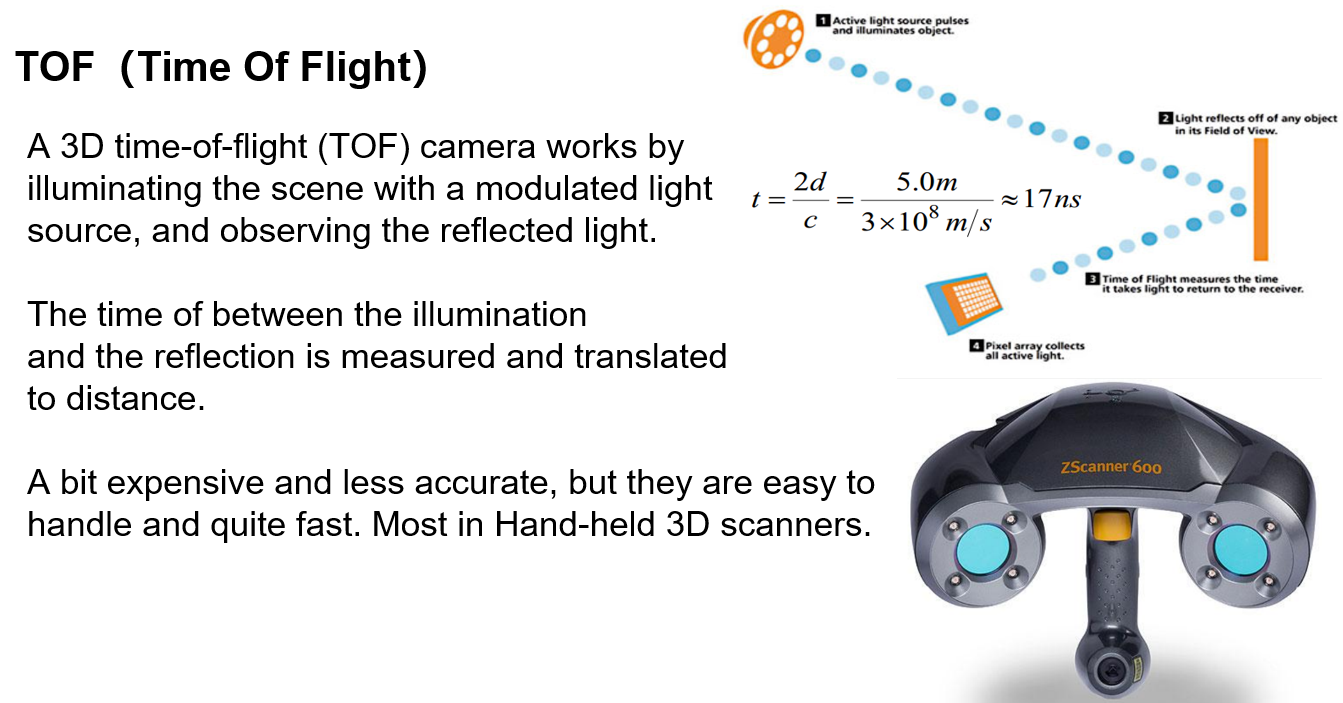 TOF (Time Of Flight)
A 3D time-of-flight (TOF) camera works by
illuminating the scene with a modulated light
source, and observing the reflected light.
The time of between the illumination
and the reflection is measured and translated
to distance.
A bit expensive and less accurate, but they are easy to
handle and quite fast. Most in Hand-held 3D scanners.
1 Active light source pulses
and illuminates object.
2 Light reflects off of any object
in its Field of View.
t = 2d / c = 5.0m / 3×10⁸ m/s ≈ 17ns
3 Time of Flight measures the time
it takes light to return to the receiver.
4 Pixel array collects
all active light.
ZScanner 600